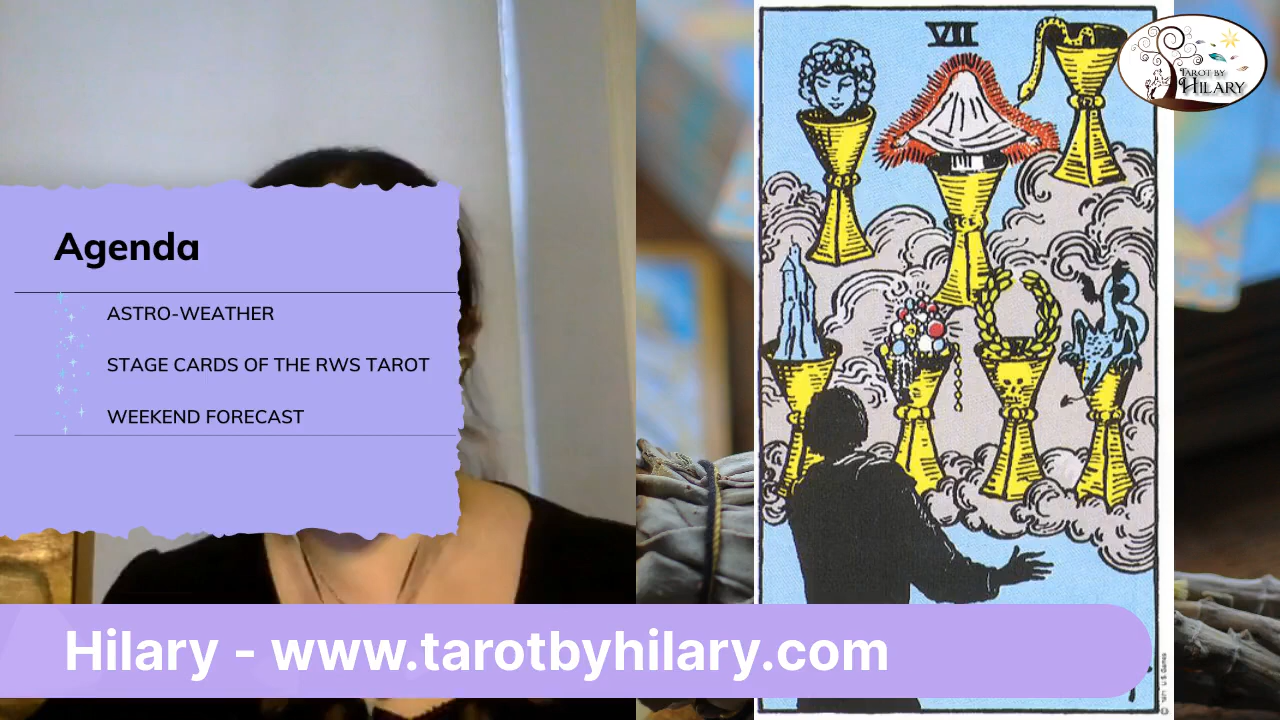 VII
TAROT BY
HILARY
Agenda
ASTRO-WEATHER
STAGE CARDS OF THE RWS TAROT
WEEKEND FORECAST
Hilary - www.tarotbyhilary.com